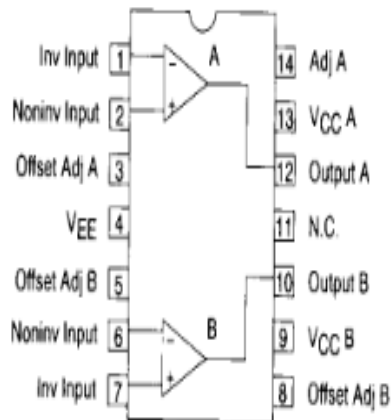 Inv Input 1 - A 14 Adj A
Noninv Input 2 + 13 VCC A
Offset Adj A 3 12 Output A
VEE 4 11 N.C.
Offset Adj B 5 10 Output B
Noninv Input 6 - B 9 VCC B
Inv Input 7 + 8 Offset Adj B